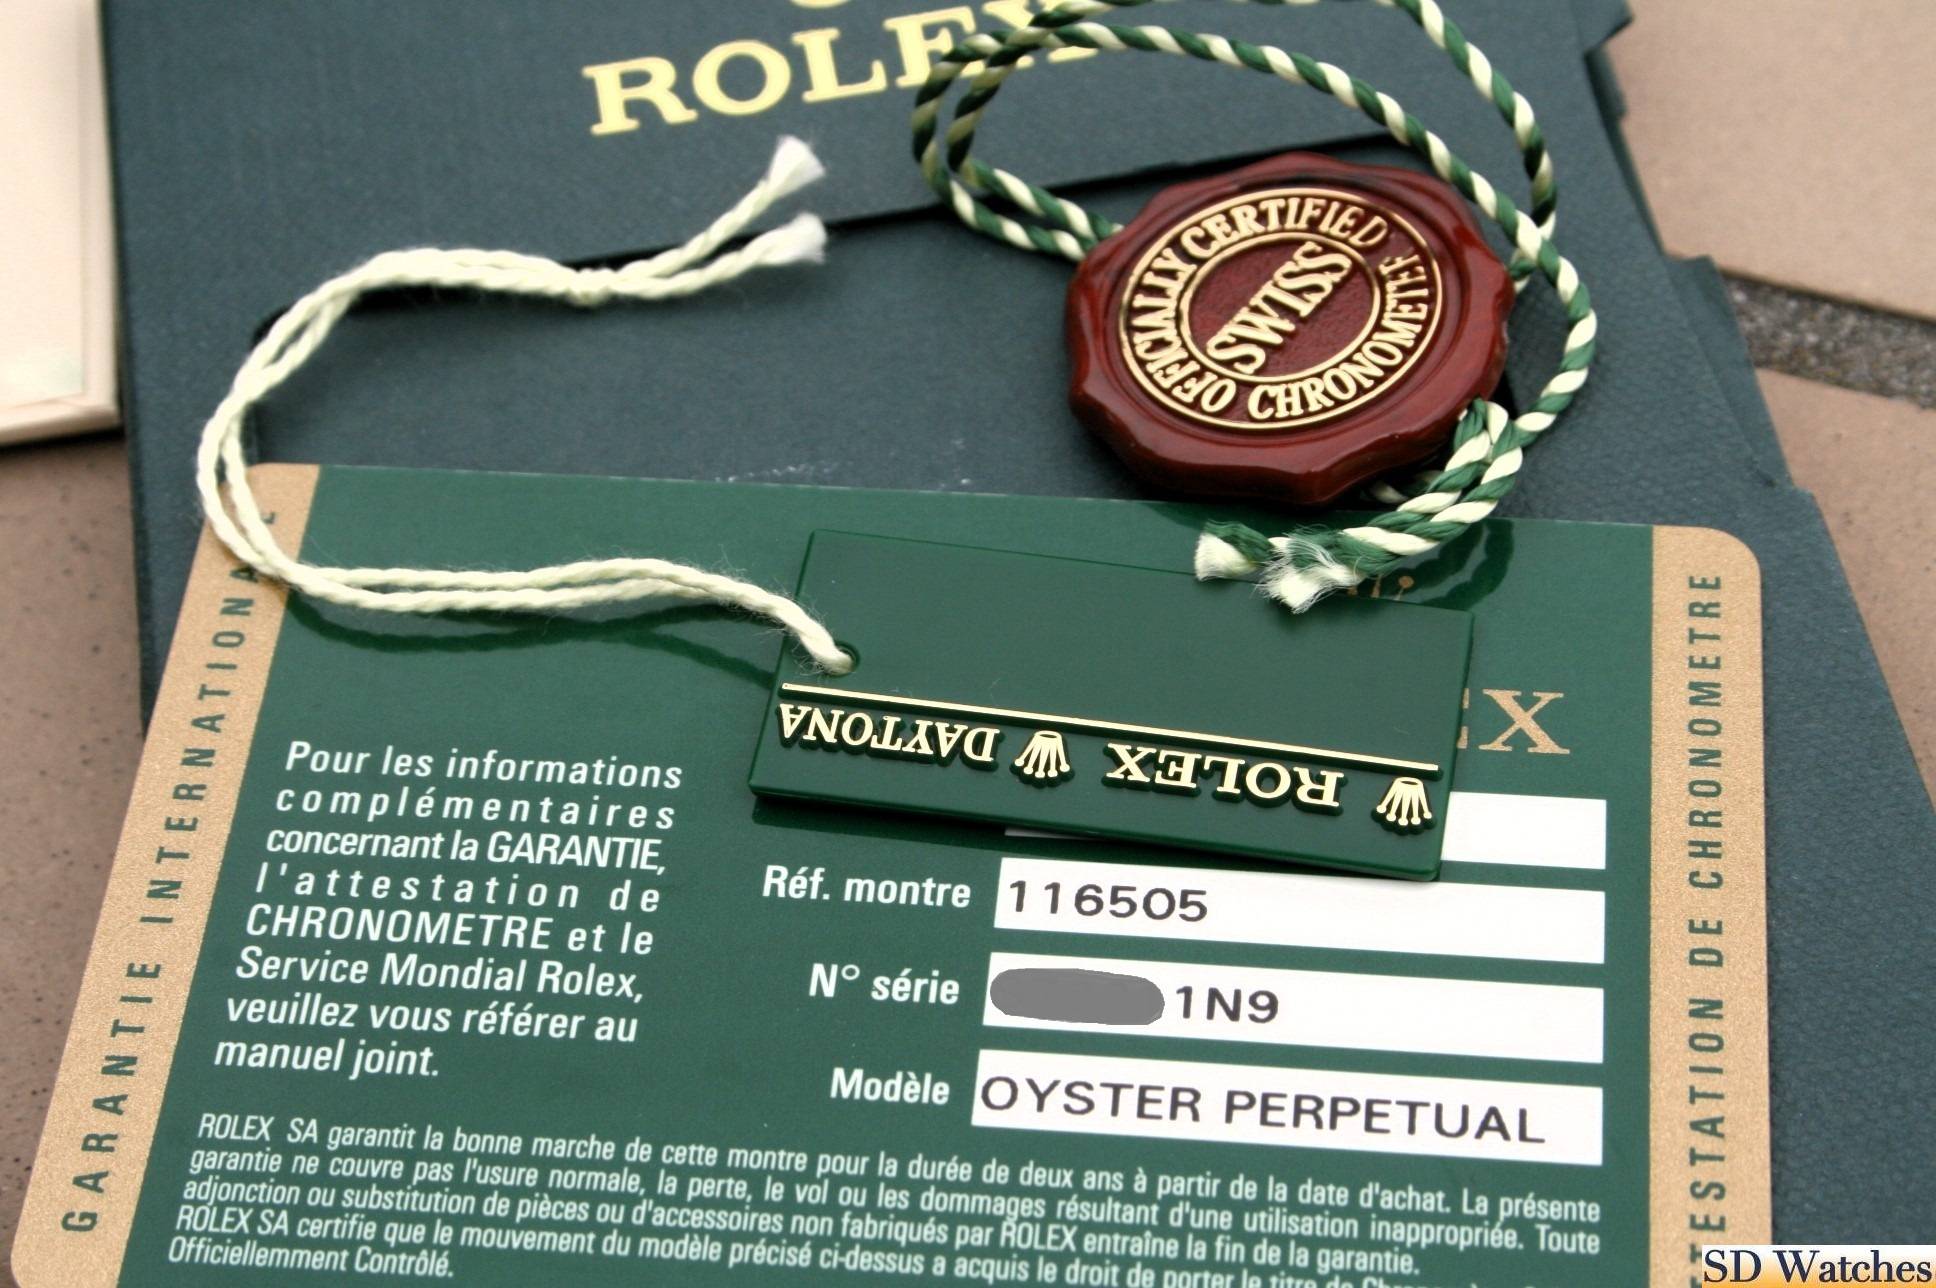 ROLEX
OFFICIALLY CERTIFIED CHRONOMETER
SWISS
ROLEX DAYTONA
EX
GARANTIE INTERNATIONALE
Pour les informations
complémentaires
concernant la GARANTIE,
l'attestation de
CHRONOMETRE et le
Service Mondial Rolex,
veuillez vous référer au
manuel joint.
Réf. montre 116505
N° série 1N9
Modèle OYSTER PERPETUAL
TESTATION DE CHRONOMETRE
ROLEX SA garantit la bonne marche de cette montre pour la durée de deux ans à partir de la date d'achat. La présente
garantie ne couvre pas l'usure normale, la perte, le vol ou les dommages résultant d'une utilisation inappropriée. Toute
adjonction ou substitution de pièces ou d'accessoires non fabriqués par ROLEX entraîne la fin de la garantie.
ROLEX SA certifie que le mouvement du modèle précisé ci-dessus a acquis le droit de porter le titre de
Officiellemment Contrôlé.
SD Watches